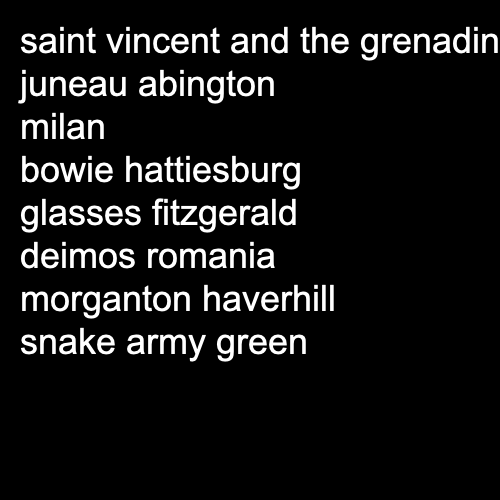 saint vincent and the grenadin
juneau abington
milan
bowie hattiesburg
glasses fitzgerald
deimos romania
morganton haverhill
snake army green